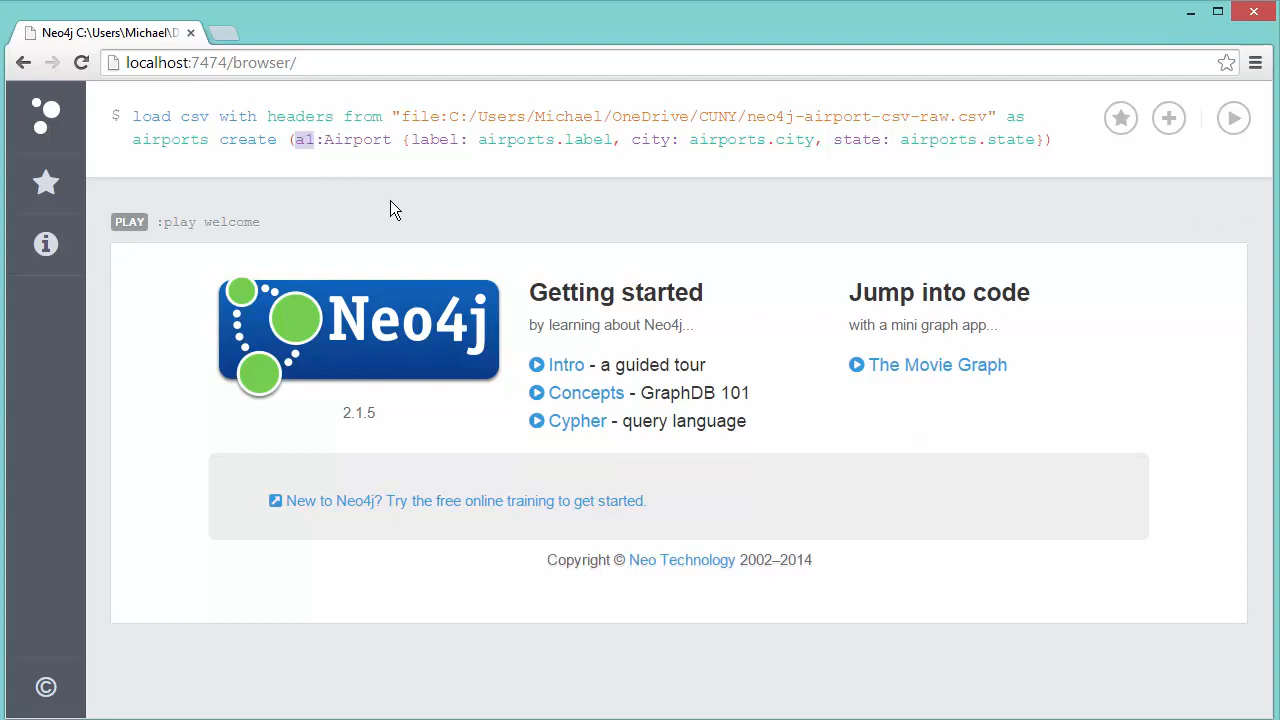 Neo4j C:\Users\Michael\D
localhost:7474/browser/
$ load csv with headers from "file:C:/Users/Michael/OneDrive/CUNY/neo4j-airport-csv-raw.csv" as
airports create (a1:Airport {label: airports.label, city: airports.city, state: airports.state})
PLAY :play welcome
Neo4j
2.1.5
Getting started
by learning about Neo4j...
Intro - a guided tour
Concepts - GraphDB 101
Cypher - query language
Jump into code
with a mini graph app...
The Movie Graph
New to Neo4j? Try the free online training to get started.
Copyright © Neo Technology 2002–2014